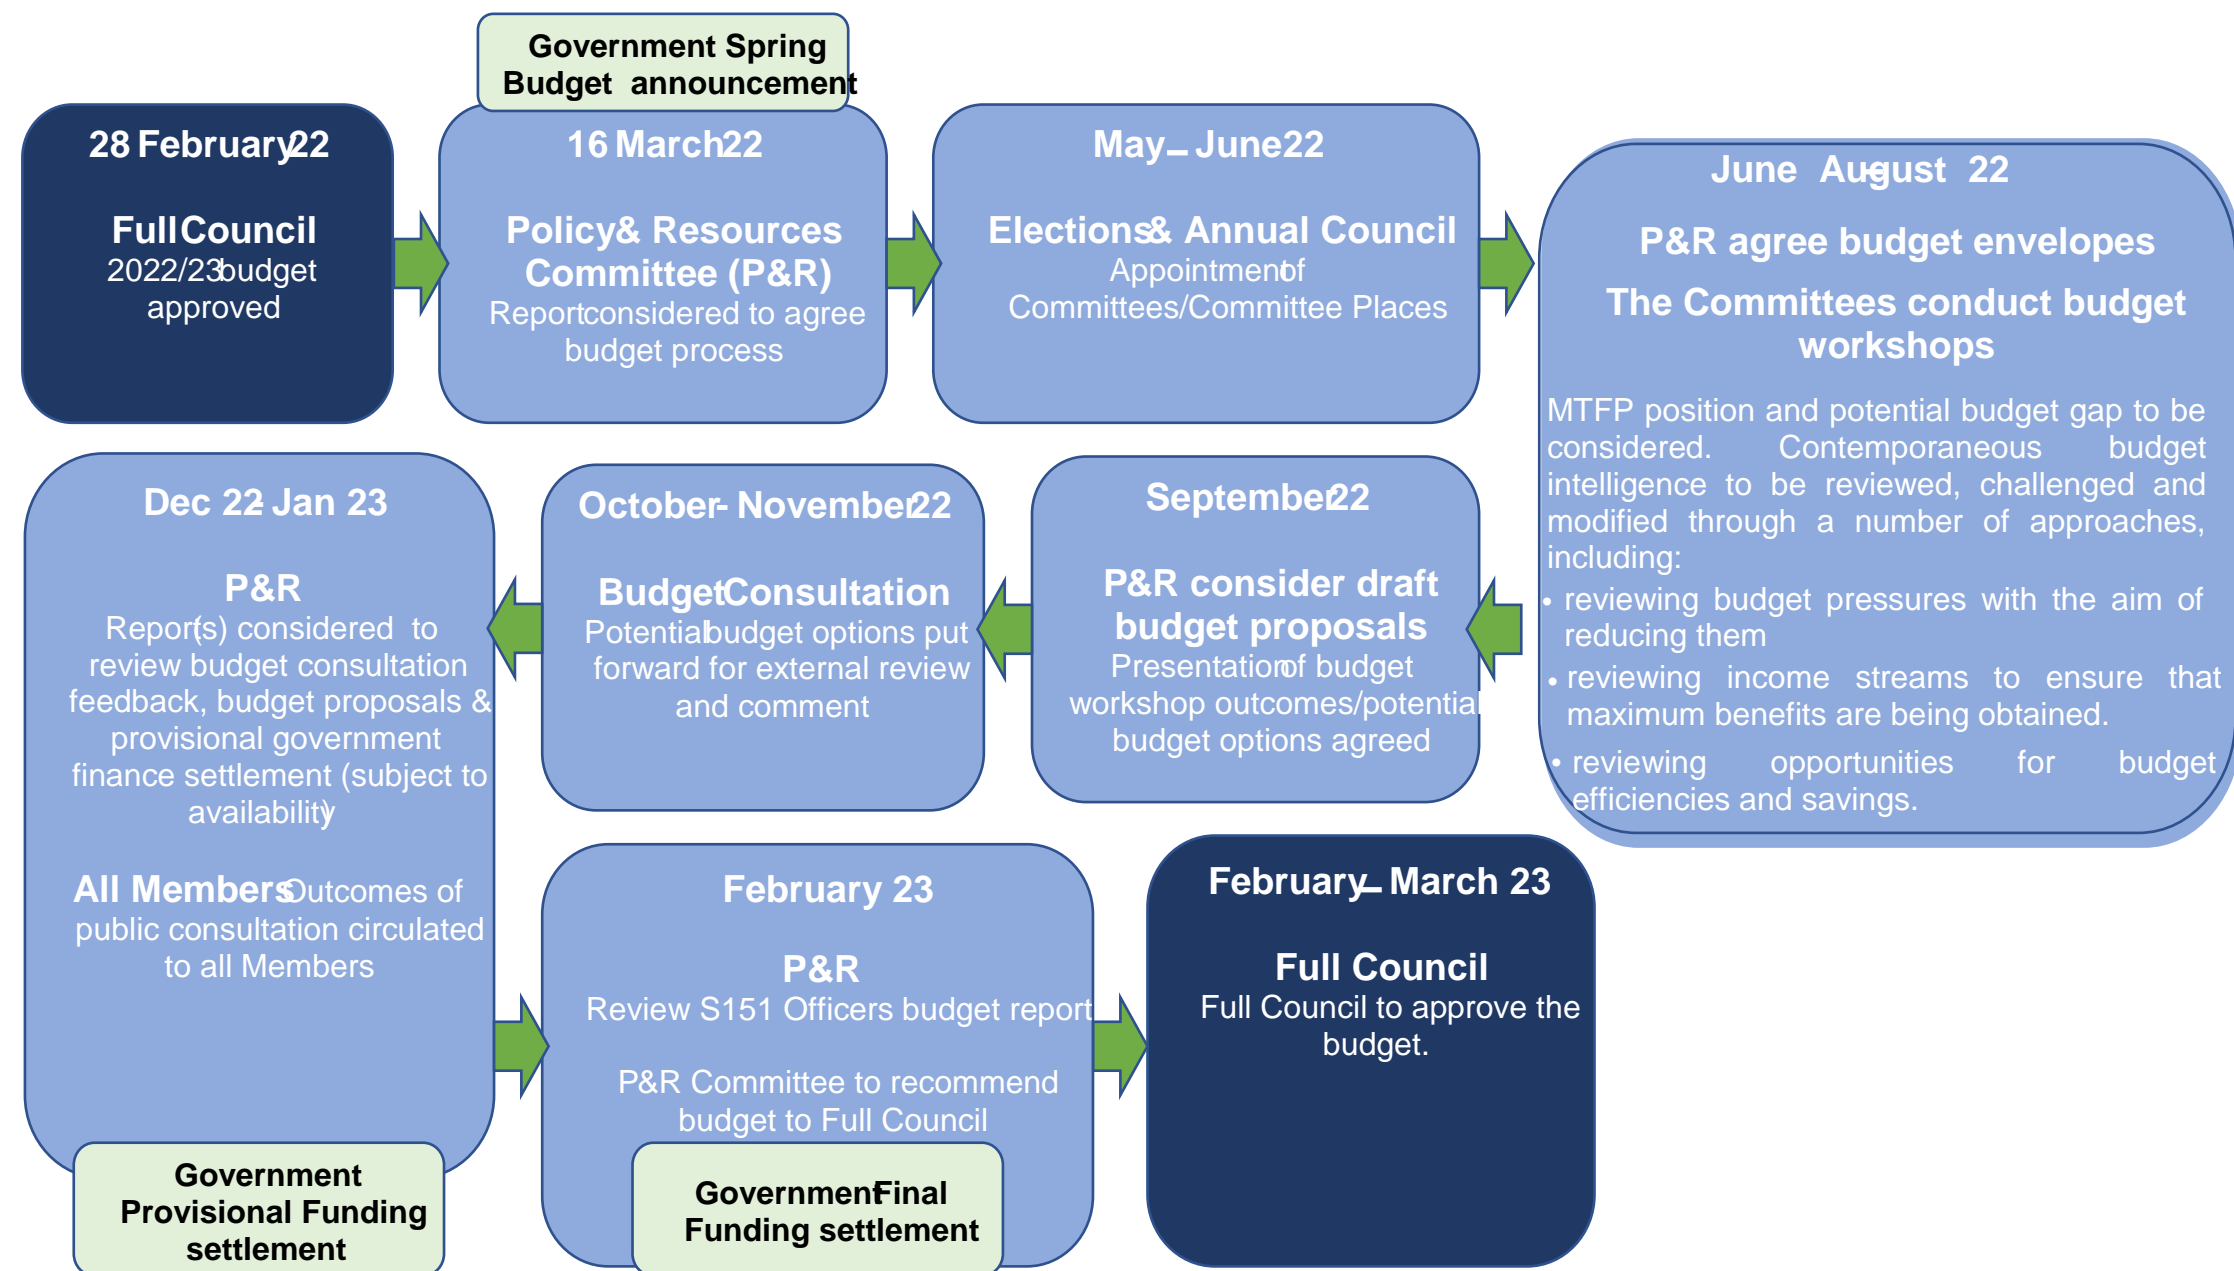 Government Spring
Budget announcement
28 February 22
Full Council
2022/23 budget
approved
16 March 22
Policy & Resources
Committee (P&R)
Report considered to agree
budget process
May – June 22
Elections & Annual Council
Appointment of
Committees/Committee Places
June – August 22
P&R agree budget envelopes
The Committees conduct budget
workshops
MTFP position and potential budget gap to be
considered. Contemporaneous budget
intelligence to be reviewed, challenged and
modified through a number of approaches,
including:
• reviewing budget pressures with the aim of
reducing them
• reviewing income streams to ensure that
maximum benefits are being obtained.
• reviewing opportunities for budget
efficiencies and savings.
September 22
P&R consider draft
budget proposals
Presentation of budget
workshop outcomes/potential
budget options agreed
October - November 22
Budget Consultation
Potential budget options put
forward for external review
and comment
Dec 22 - Jan 23
P&R
Report(s) considered to
review budget consultation
feedback, budget proposals &
provisional government
finance settlement (subject to
availability)
All Members Outcomes of
public consultation circulated
to all Members
Government
Provisional Funding
settlement
February 23
P&R
Review S151 Officers budget report
P&R Committee to recommend
budget to Full Council
Government Final
Funding settlement
February – March 23
Full Council
Full Council to approve the
budget.